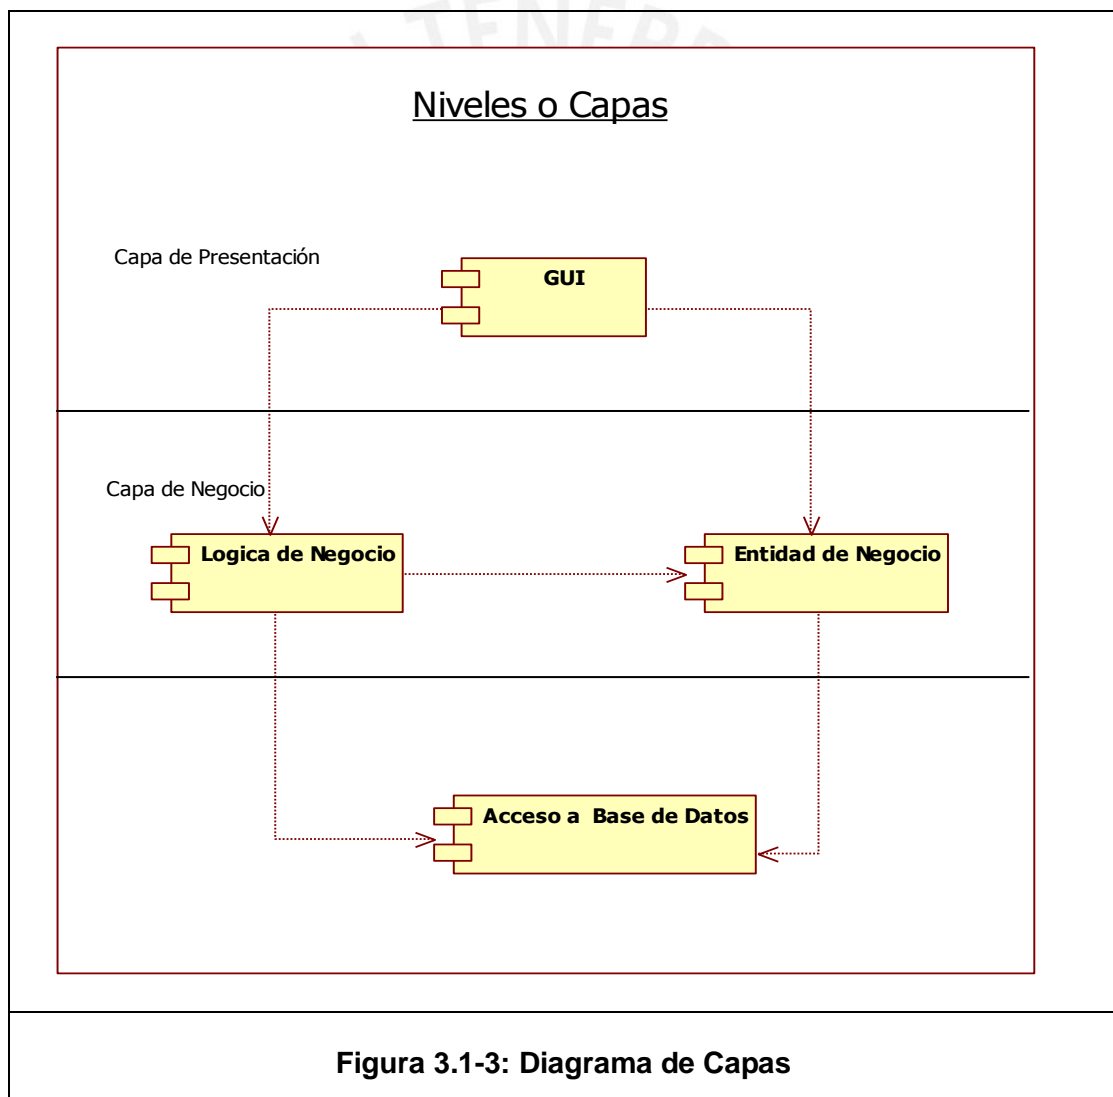 TENEBR
Niveles o Capas
Capa de Presentación
GUI
Capa de Negocio
Logica de Negocio
Entidad de Negocio
Acceso a Base de Datos
Figura 3.1-3: Diagrama de Capas